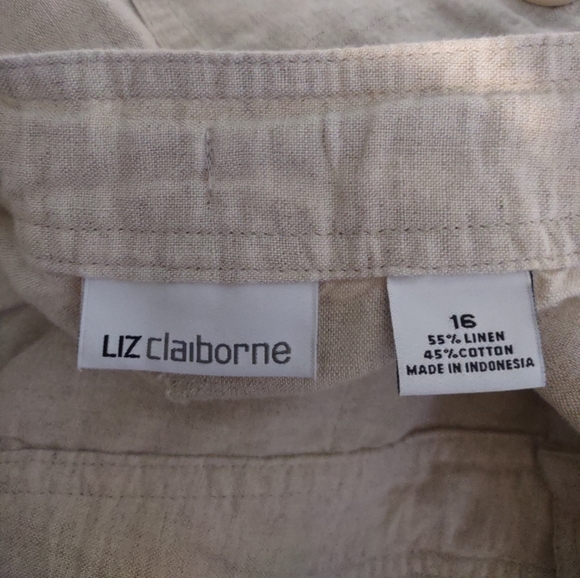 LIZ claiborne
16
55% LINEN
45% COTTON
MADE IN INDONESIA